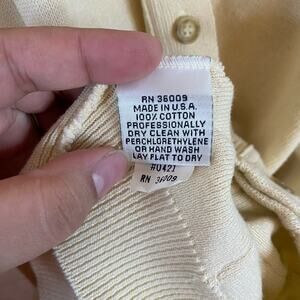 RN 36009
MADE IN U.S.A.
100% COTTON
PROFESSIONALLY
DRY CLEAN WITH
PERCHLORETHYLENE
OR HAND WASH
LAY FLAT TO DRY
#0421
RN 36009